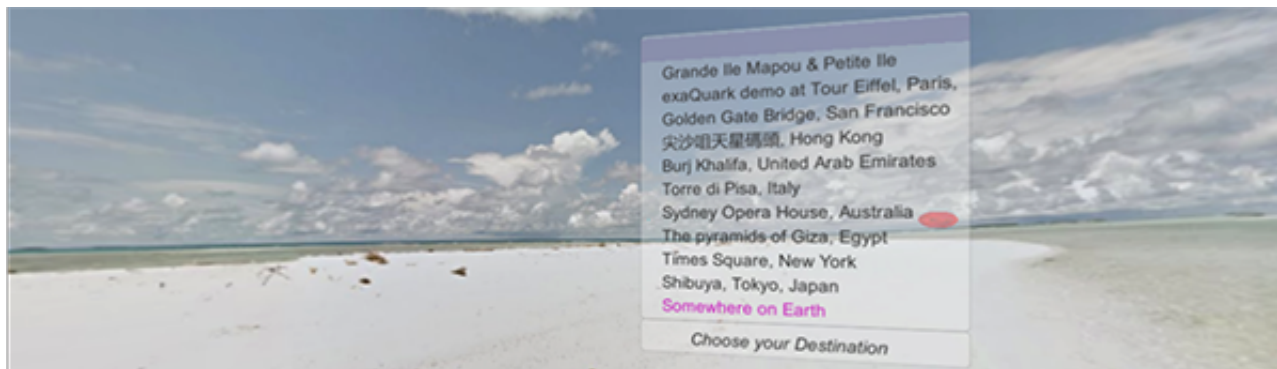 Grande Ile Mapou & Petite Ile
exaQuark demo at Tour Eiffel, Paris,
Golden Gate Bridge, San Francisco
尖沙咀天星碼頭, Hong Kong
Burj Khalifa, United Arab Emirates
Torre di Pisa, Italy
Sydney Opera House, Australia
The pyramids of Giza, Egypt
Times Square, New York
Shibuya, Tokyo, Japan
Somewhere on Earth
Choose your Destination